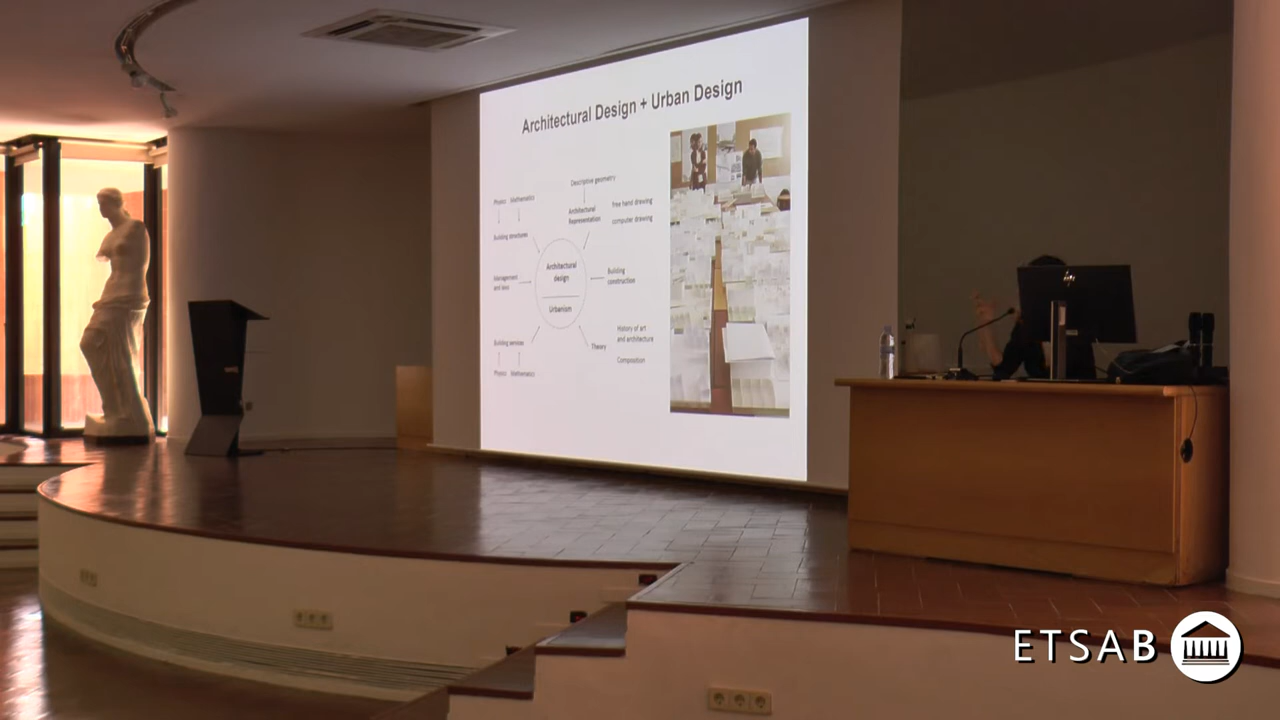 Architectural Design + Urban Design
Descriptive geometry
Physics Mathematics
free hand drawing
Architectural
Representation
computer drawing
Building structures
Architectural
design
Management
and laws
Building
construction
Urbanism
History of art
and architecture
Building services
Theory
Composition
Physics Mathematics
hp
ETSAB